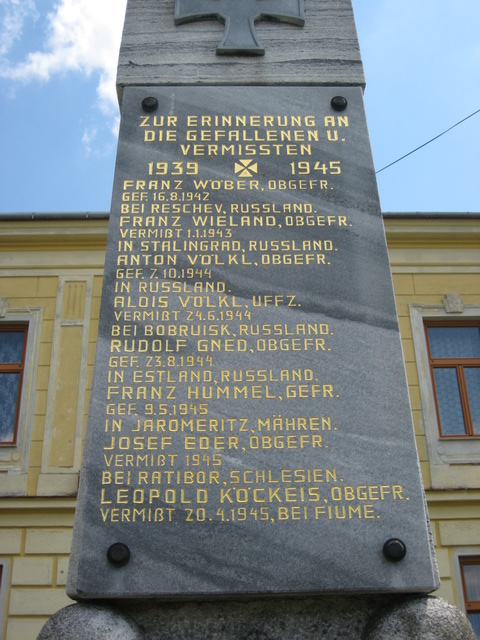 ZUR ERINNERUNG AN
DIE GEFALLENEN U.
VERMISSTEN
1939 1945
FRANZ WÖBER, OBGEFR.
GEF. 16.8.1942
BEI RESCHEV, RUSSLAND.
FRANZ WIELAND, OBGEFR.
VERMIßT 1.1.1943
IN STALINGRAD, RUSSLAND.
ANTON VÖLKL, OBGEFR.
GEF. 7.10.1944
IN RUSSLAND.
ALOIS VÖLKL, UFFZ.
VERMIßT 24.6.1944
BEI BOBRUISK, RUSSLAND.
RUDOLF GNED, OBGEFR.
GEF. 23.8.1944
IN ESTLAND, RUSSLAND.
FRANZ HUMMEL, GEFR.
GEF. 9.5.1945
IN JAROMERITZ, MÄHREN.
JOSEF EDER, OBGEFR.
VERMIßT 1945
BEI RATIBOR, SCHLESIEN.
LEOPOLD KÖCKEIS, OBGEFR.
VERMIßT 20.4.1945, BEI FIUME.